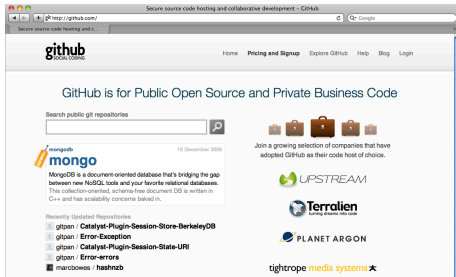 Secure source code hosting and collaborative development – GitHub
http://github.com/
Google
Secure source code hosting and c...
github
SOCIAL CODING
Home Pricing and Signup Explore GitHub Help Blog Login
GitHub is for Public Open Source and Private Business Code
Search public git repositories
mongodb 10 December 2009
mongo
MongoDB is a document-oriented database that's bridging the gap
between new NoSQL tools and your favorite relational databases.
This collection-oriented, scheme-free document DB is written in
C++ and has scalability concerns baked in.
Recently Updated Repositories
gitpan / Catalyst-Plugin-Session-Store-BerkeleyDB
gitpan / Error-Exception
gitpan / Catalyst-Plugin-Session-State-URI
gitpan / Error-errors
marcbowes / hashnzb
Join a growing selection of companies that have
adopted GitHub as their code host of choice.
UPSTREAM
Terralien
turning dreams into code
PLANET ARGON
tightrope media systems